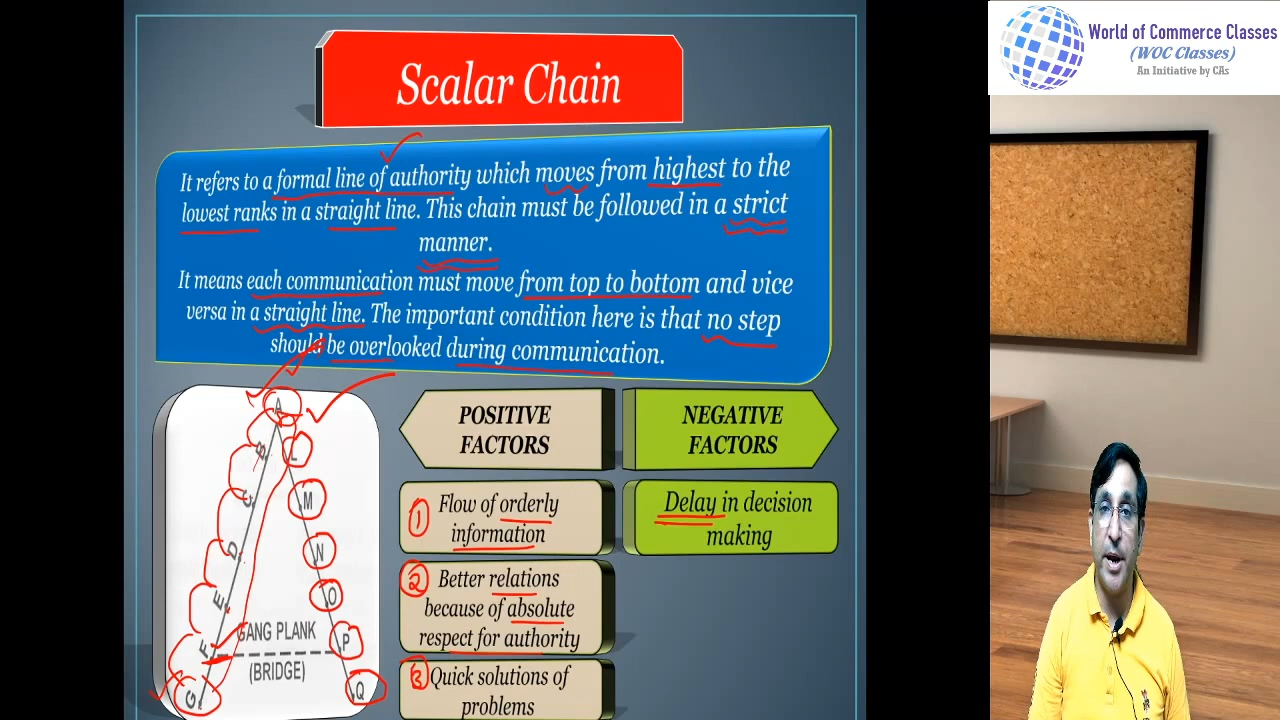 World of Commerce Classes
(WOC Classes)
An Initiative by CAs
Scalar Chain
It refers to a formal line of authority which moves from highest to the
lowest ranks in a straight line. This chain must be followed in a strict
manner.
It means each communication must move from top to bottom and vice
versa in a straight line. The important condition here is that no step
should be overlooked during communication.
A
B
C
D
E
F
G
L
M
N
O
P
Q
GANG PLANK
(BRIDGE)
POSITIVE
FACTORS
1
Flow of orderly
information
2
Better relations
because of absolute
respect for authority
3
Quick solutions of
problems
NEGATIVE
FACTORS
Delay in decision
making